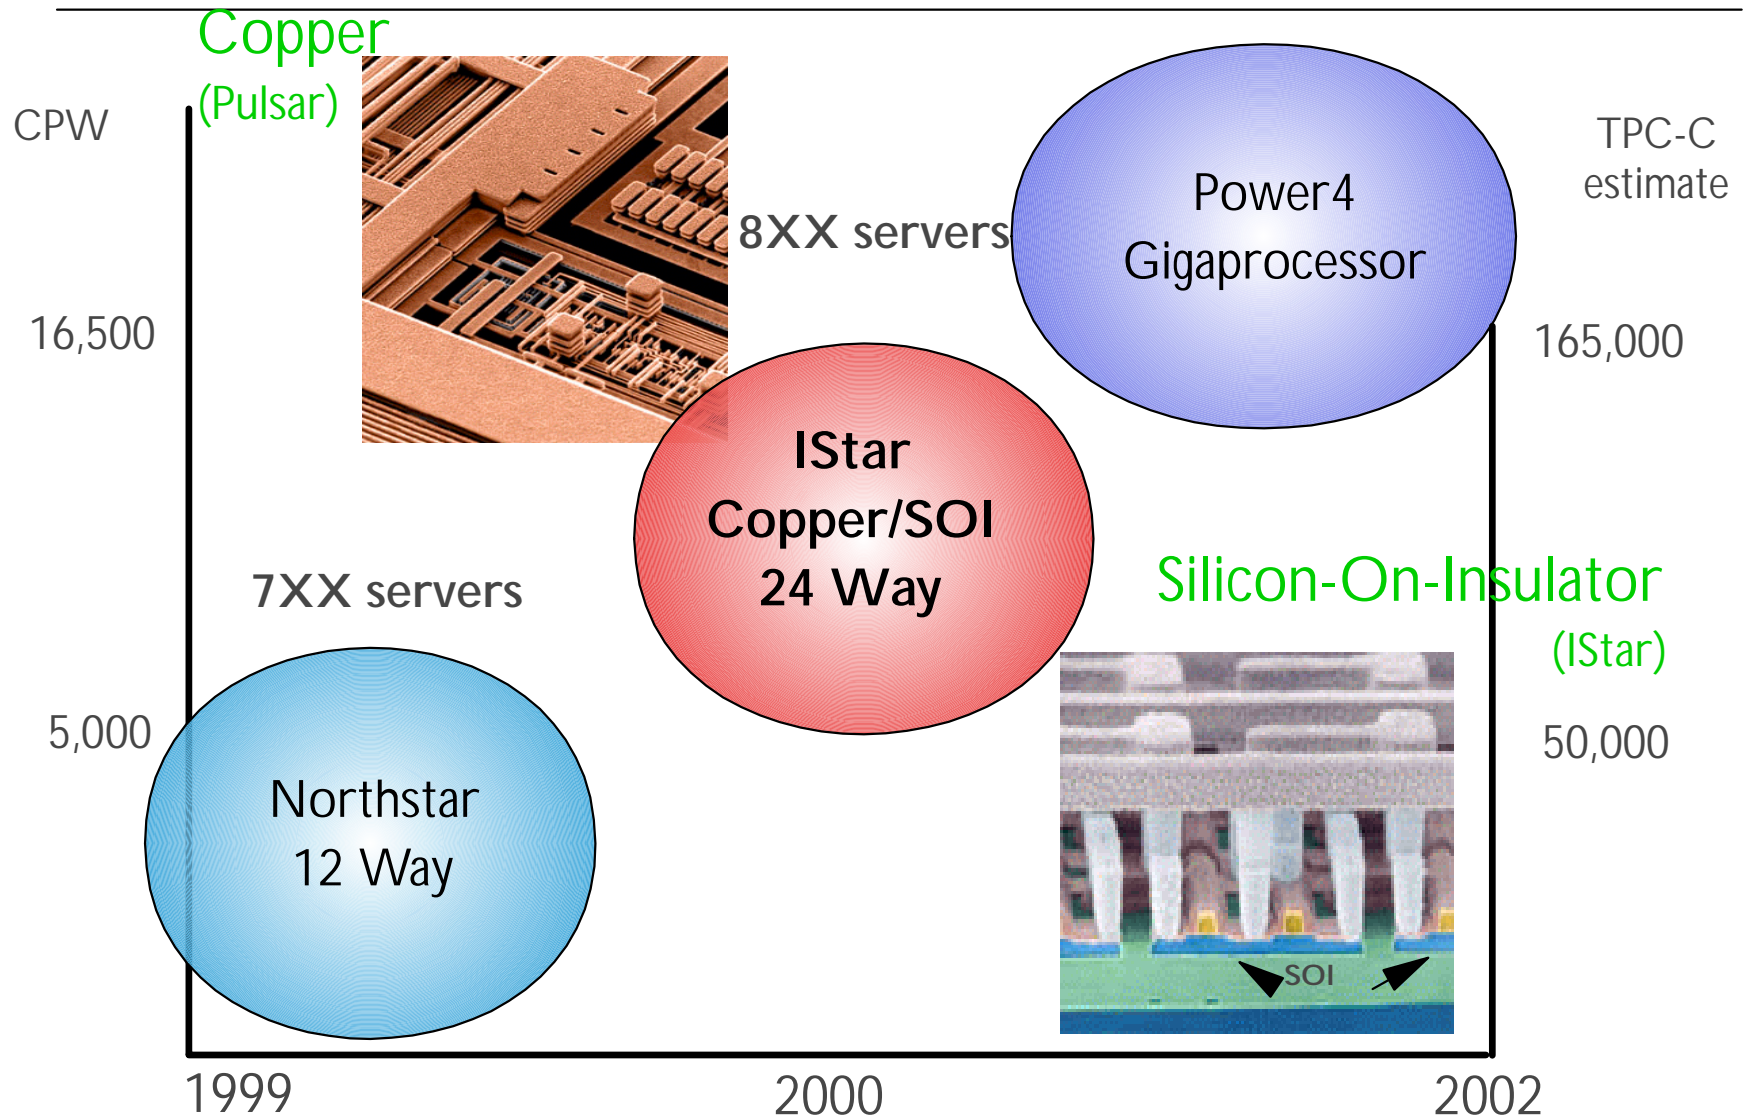 Copper
(Pulsar)
CPW
TPC-C
estimate
Power4
Gigaprocessor
8XX servers
16,500
165,000
IStar
Copper/SOI
24 Way
7XX servers
Silicon-On-Insulator
(IStar)
5,000
50,000
Northstar
12 Way
SOI
1999
2000
2002